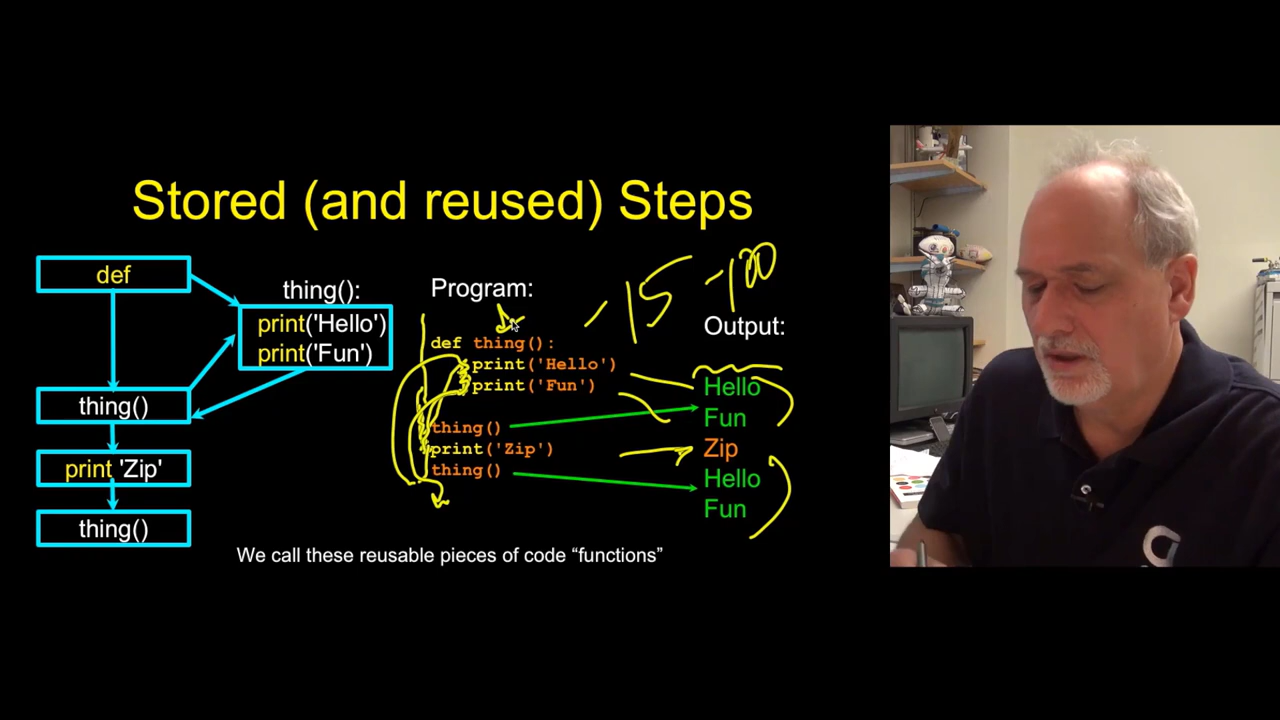 Stored (and reused) Steps
def
thing():
print('Hello')
print('Fun')
thing()
print 'Zip'
thing()
Program:
def thing():
print('Hello')
print('Fun')
thing()
print('Zip')
thing()
15
-100
Output:
Hello
Fun
Zip
Hello
Fun
We call these reusable pieces of code “functions”